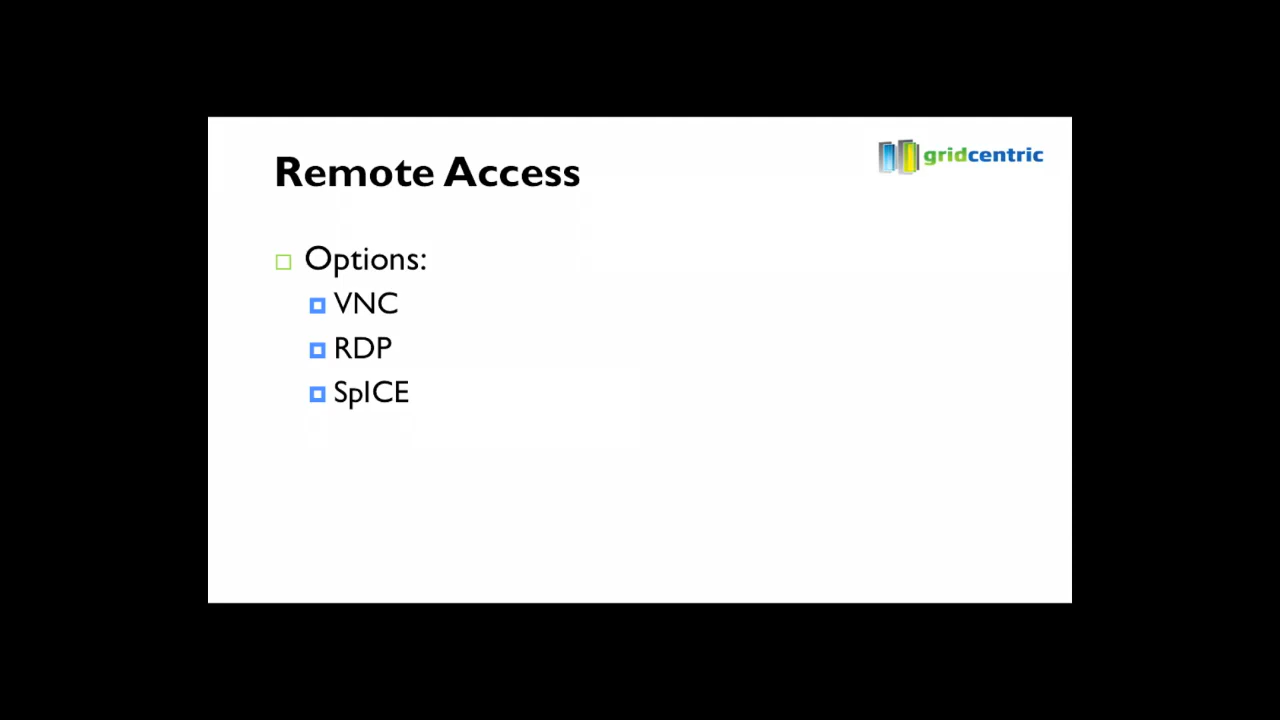 gridcentric
Remote Access
Options:
VNC
RDP
SpICE